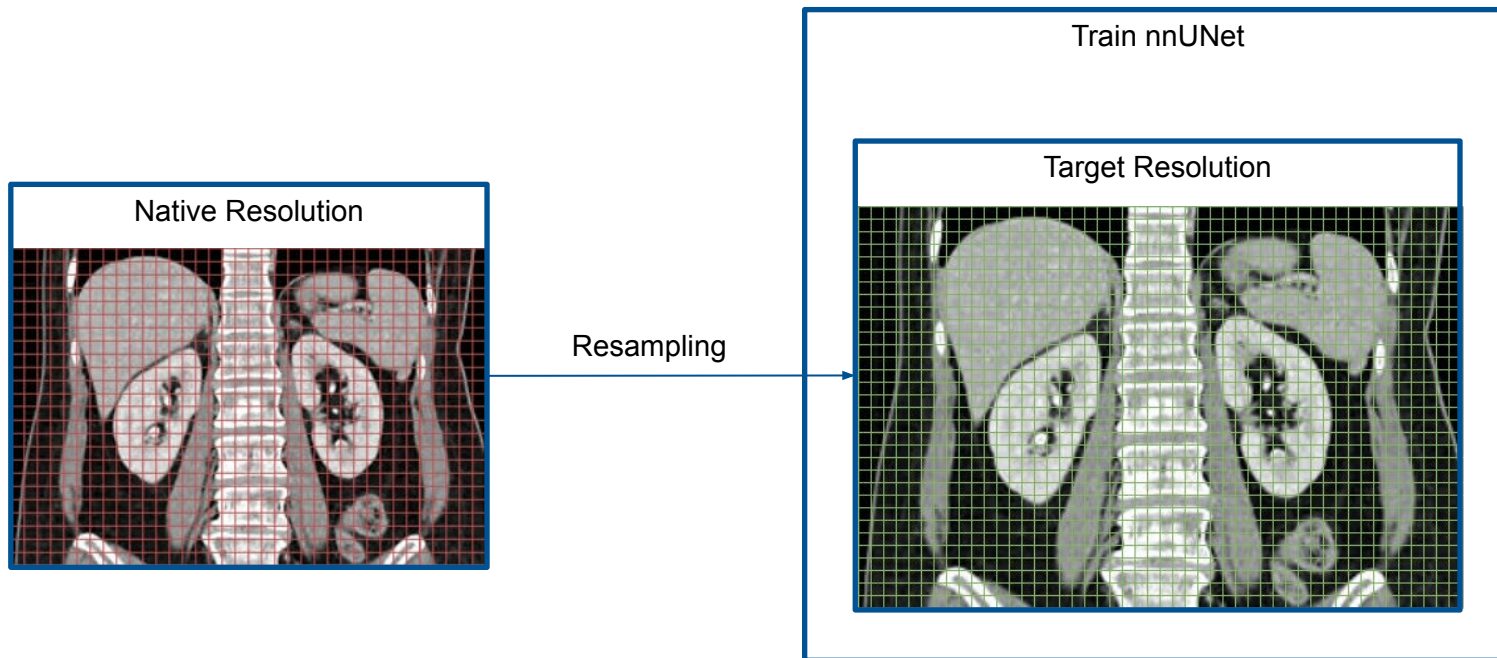 Train nnUNet
Target Resolution
Native Resolution
Resampling